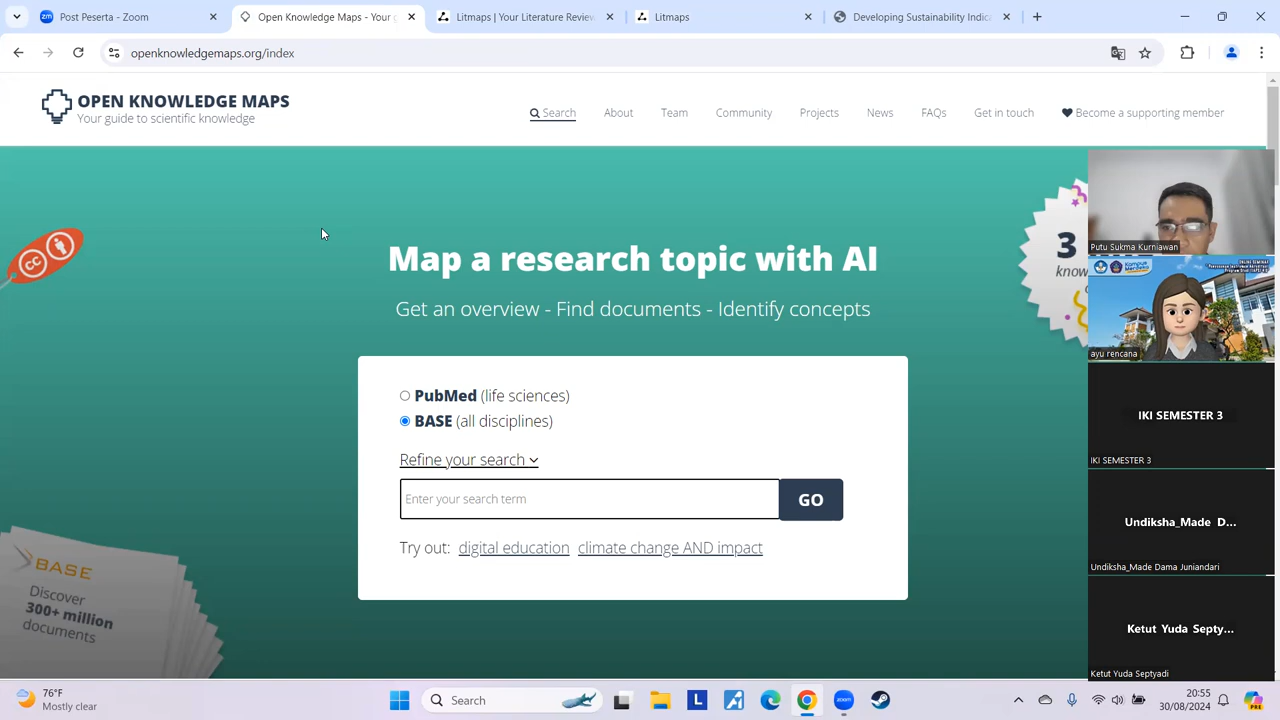 Post Perserta - Zoom
Open Knowledge Maps - Your g
Litmaps | Your Literature Review
Litmaps
Developing Sustainability Indic
openknowledgemaps.org/index
OPEN KNOWLEDGE MAPS
Your guide to scientific knowledge
Search
About
Team
Community
Projects
News
FAQs
Get in touch
Become a supporting member
Map a research topic with AI
Get an overview - Find documents - Identify concepts
3
know
PubMed (life sciences)
BASE (all disciplines)
Refine your search
Enter your search term
GO
Try out: digital education climate change AND impact
BASE
Discover
300+ million
documents
Putu Sukma Kurniawan
ayu rencana
IKI SEMESTER 3
IKI SEMESTER 3
Undiksha_Made D...
Undiksha_Made Dama Juniandari
Ketut Yuda Septy...
Ketut Yuda Septyadi
76°F
Mostly clear
Search
20:55
30/08/2024